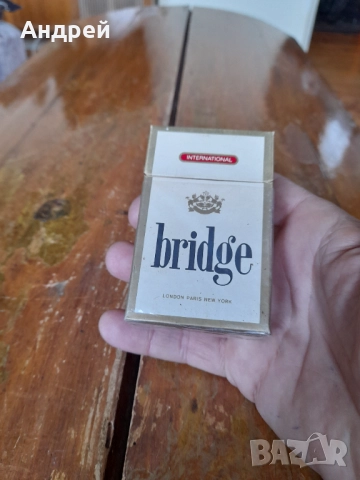 Андрей
INTERNATIONAL
bridge
LONDON PARIS NEW YORK
BAZAR